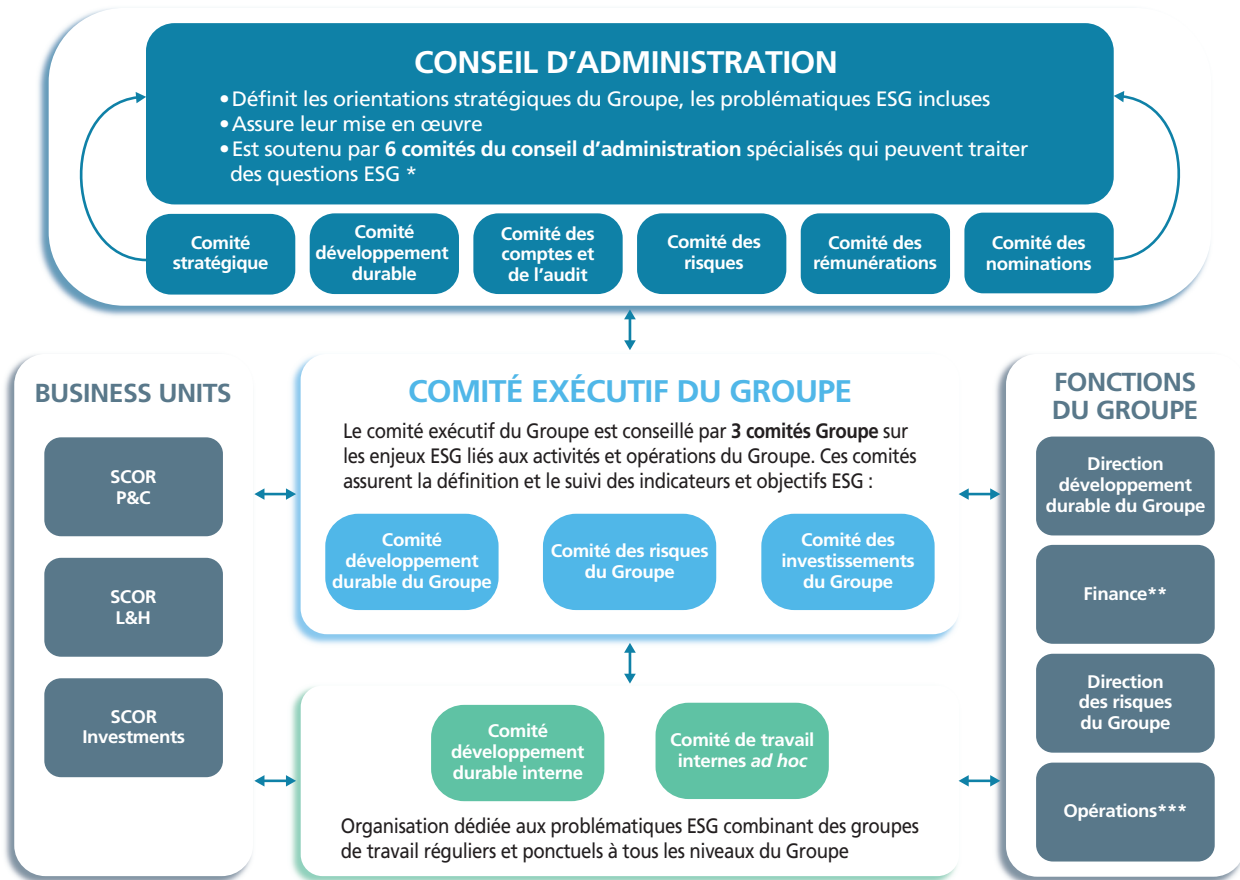 CONSEIL D’ADMINISTRATION
•Définit les orientations stratégiques du Groupe, les problématiques ESG incluses
•Assure leur mise en œuvre
•Est soutenu par 6 comités du conseil d’administration spécialisés qui peuvent traiter
des questions ESG *
Comité
stratégique
Comité
développement
durable
Comité des
comptes et
de l’audit
Comité des
risques
Comité des
rémunérations
Comité des
nominations
BUSINESS UNITS
SCOR
P&C
SCOR
L&H
SCOR
Investments
COMITÉ EXÉCUTIF DU GROUPE
Le comité exécutif du Groupe est conseillé par 3 comités Groupe sur
les enjeux ESG liés aux activités et opérations du Groupe. Ces comités
assurent la définition et le suivi des indicateurs et objectifs ESG :
Comité
développement
durable du Groupe
Comité des risques
du Groupe
Comité des
investissements
du Groupe
Comité
développement
durable interne
Comité de travail
internes ad hoc
Organisation dédiée aux problématiques ESG combinant des groupes
de travail réguliers et ponctuels à tous les niveaux du Groupe
FONCTIONS
DU GROUPE
Direction
développement
durable du Groupe
Finance**
Direction
des risques
du Groupe
Opérations***